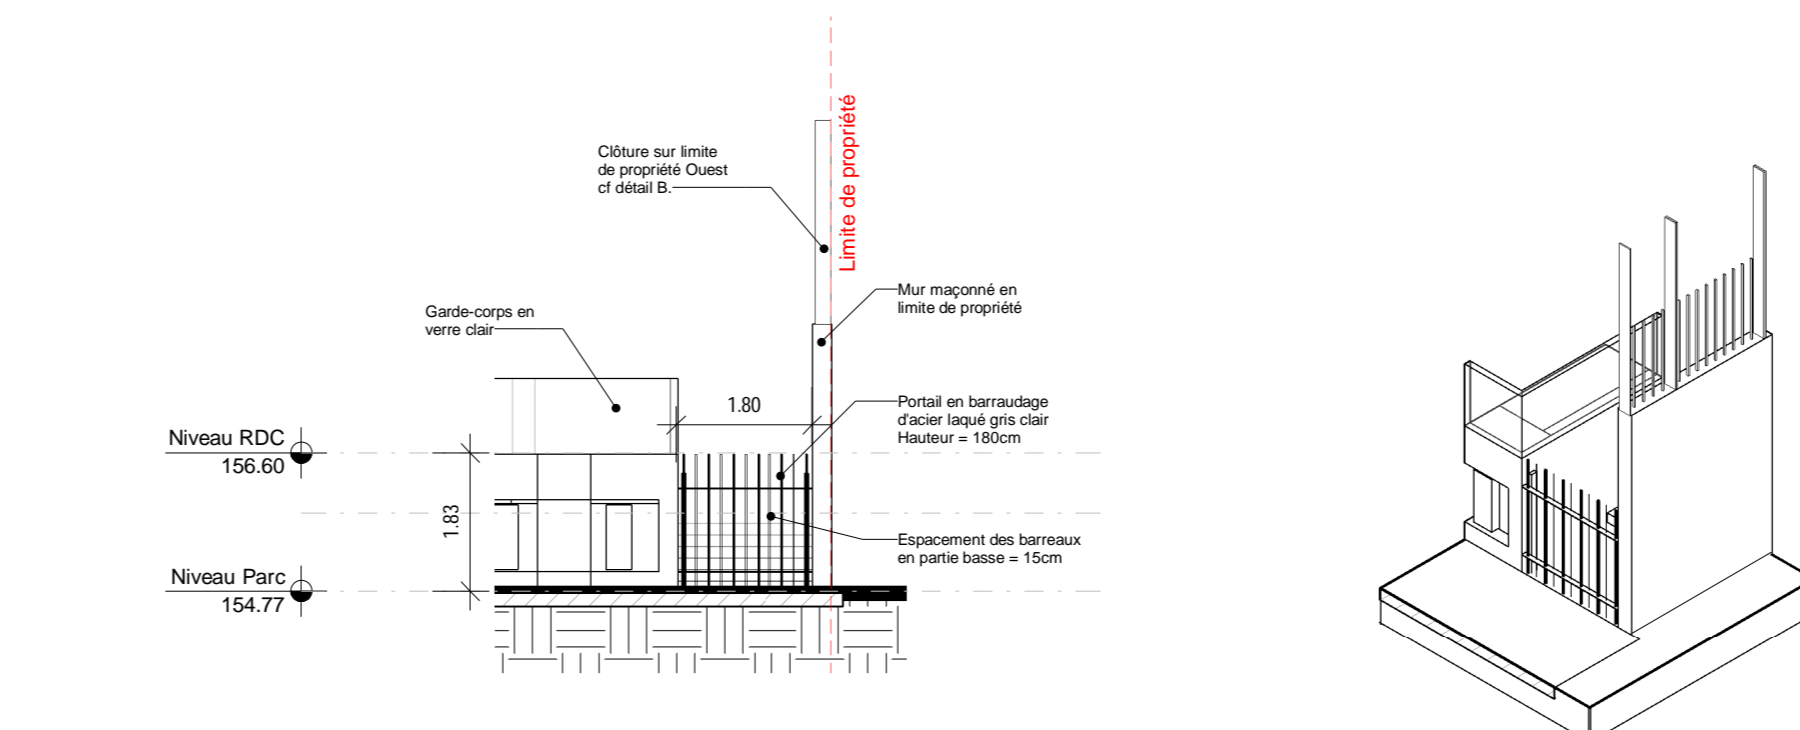 Clôture sur limite
de propriété Ouest
cf détail B.
Limite de propriété
Mur maçonné en
limite de propriété
Garde-corps en
verre clair
1.80
Portail en barraudage
d'acier laqué gris clair
Hauteur = 180cm
Niveau RDC
156.60
1.83
Espacement des barreaux
en partie basse = 15cm
Niveau Parc
154.77